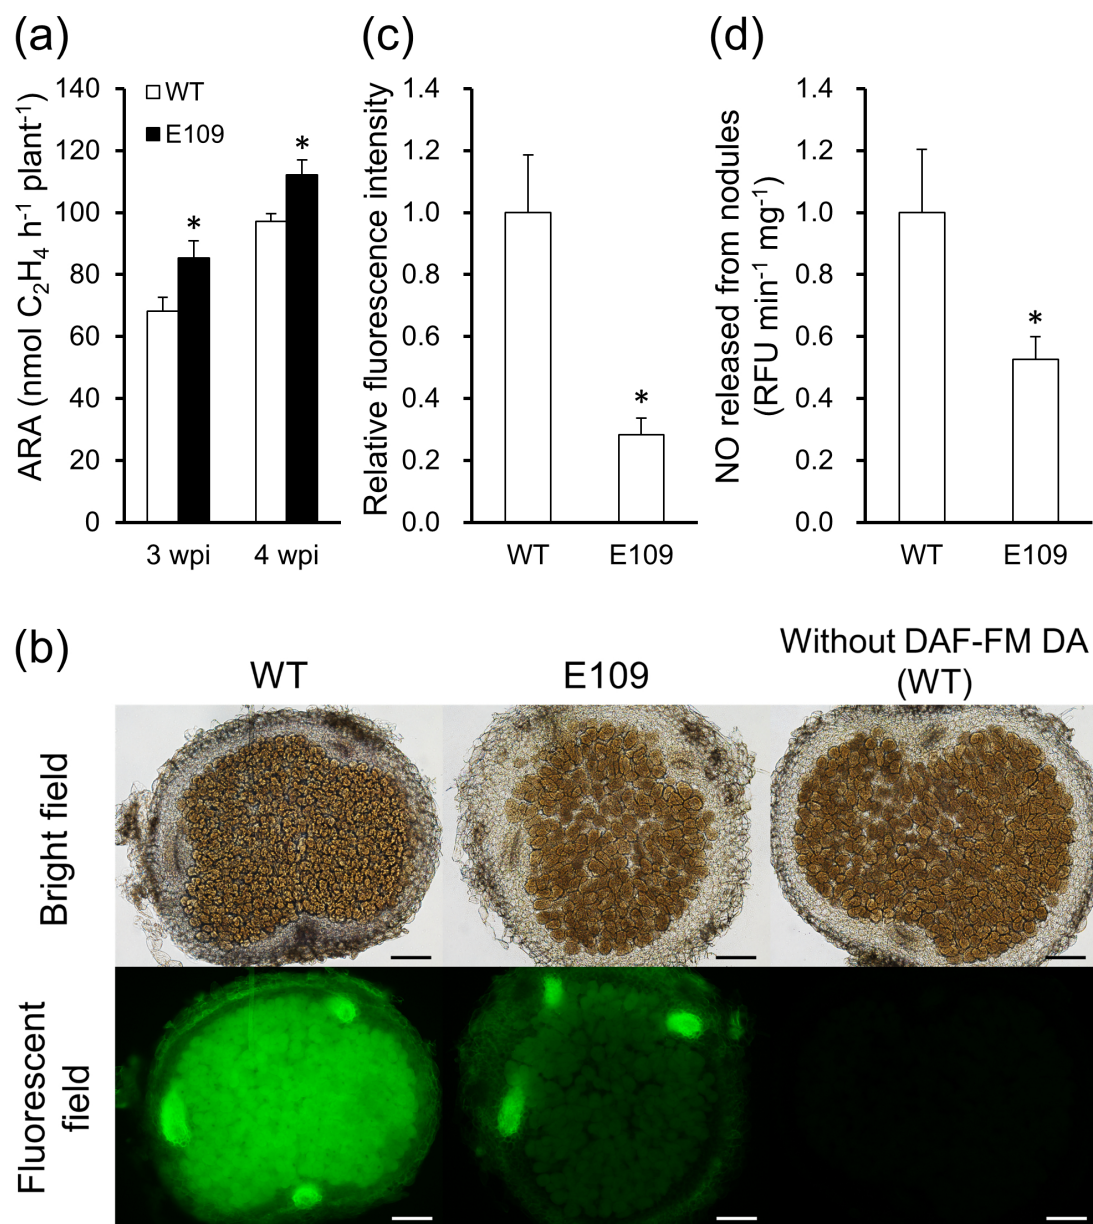 (a)
ARA (nmol C₂H₄ h⁻¹ plant⁻¹)
140
120
100
80
60
40
20
0
WT
E109
*
*
3 wpi
4 wpi
(c)
Relative fluorescence intensity
1.4
1.2
1.0
0.8
0.6
0.4
0.2
0.0
*
WT
E109
(d)
NO released from nodules
(RFU min⁻¹ mg⁻¹)
1.4
1.2
1.0
0.8
0.6
0.4
0.2
0.0
*
WT
E109
(b)
WT
E109
Without DAF-FM DA
(WT)
Bright field
Fluorescent
field